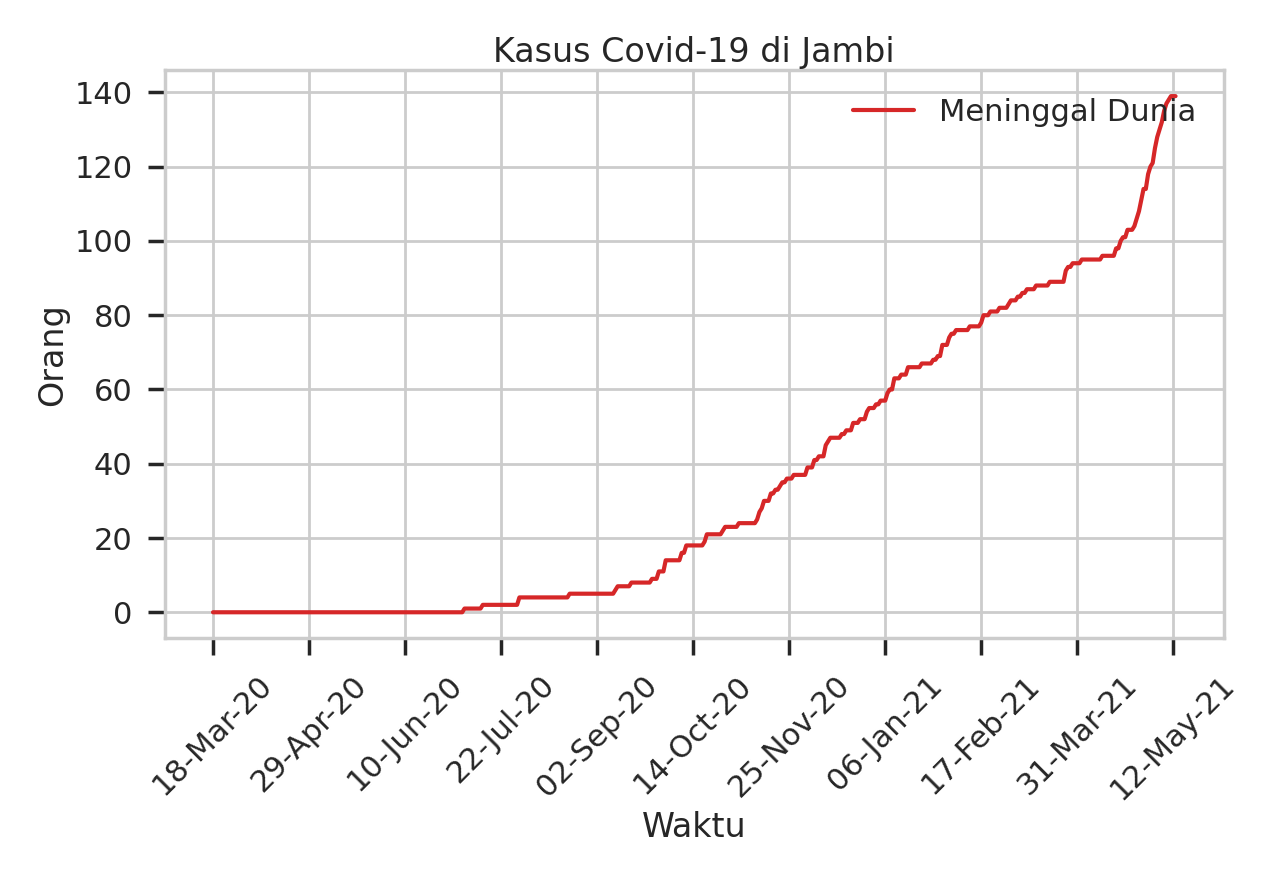 Kasus Covid-19 di Jambi
Meninggal Dunia
140
120
100
80
60
40
20
0
Orang
18-Mar-20
29-Apr-20
10-Jun-20
22-Jul-20
02-Sep-20
14-Oct-20
25-Nov-20
06-Jan-21
17-Feb-21
31-Mar-21
12-May-21
Waktu